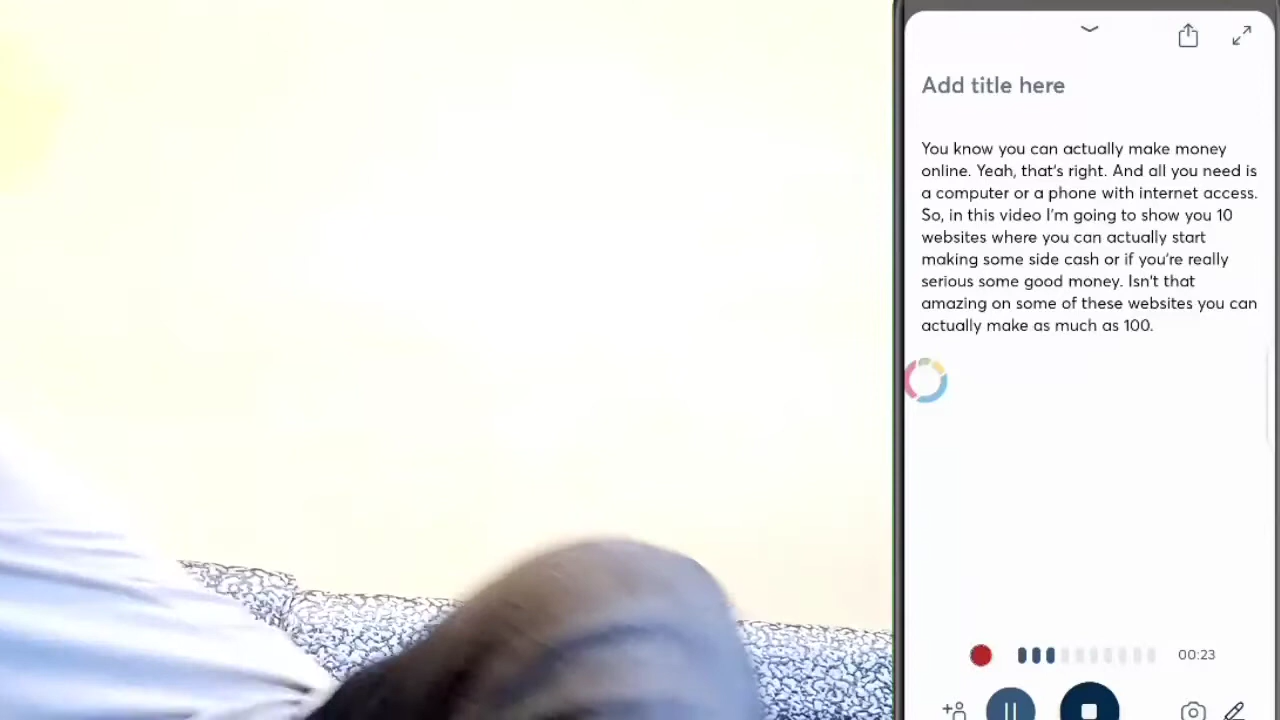 Add title here
You know you can actually make money
online. Yeah, that's right. And all you need is
a computer or a phone with internet access.
So, in this video I'm going to show you 10
websites where you can actually start
making some side cash or if you're really
serious some good money. Isn't that
amazing on some of these websites you can
actually make as much as 100.
00:23